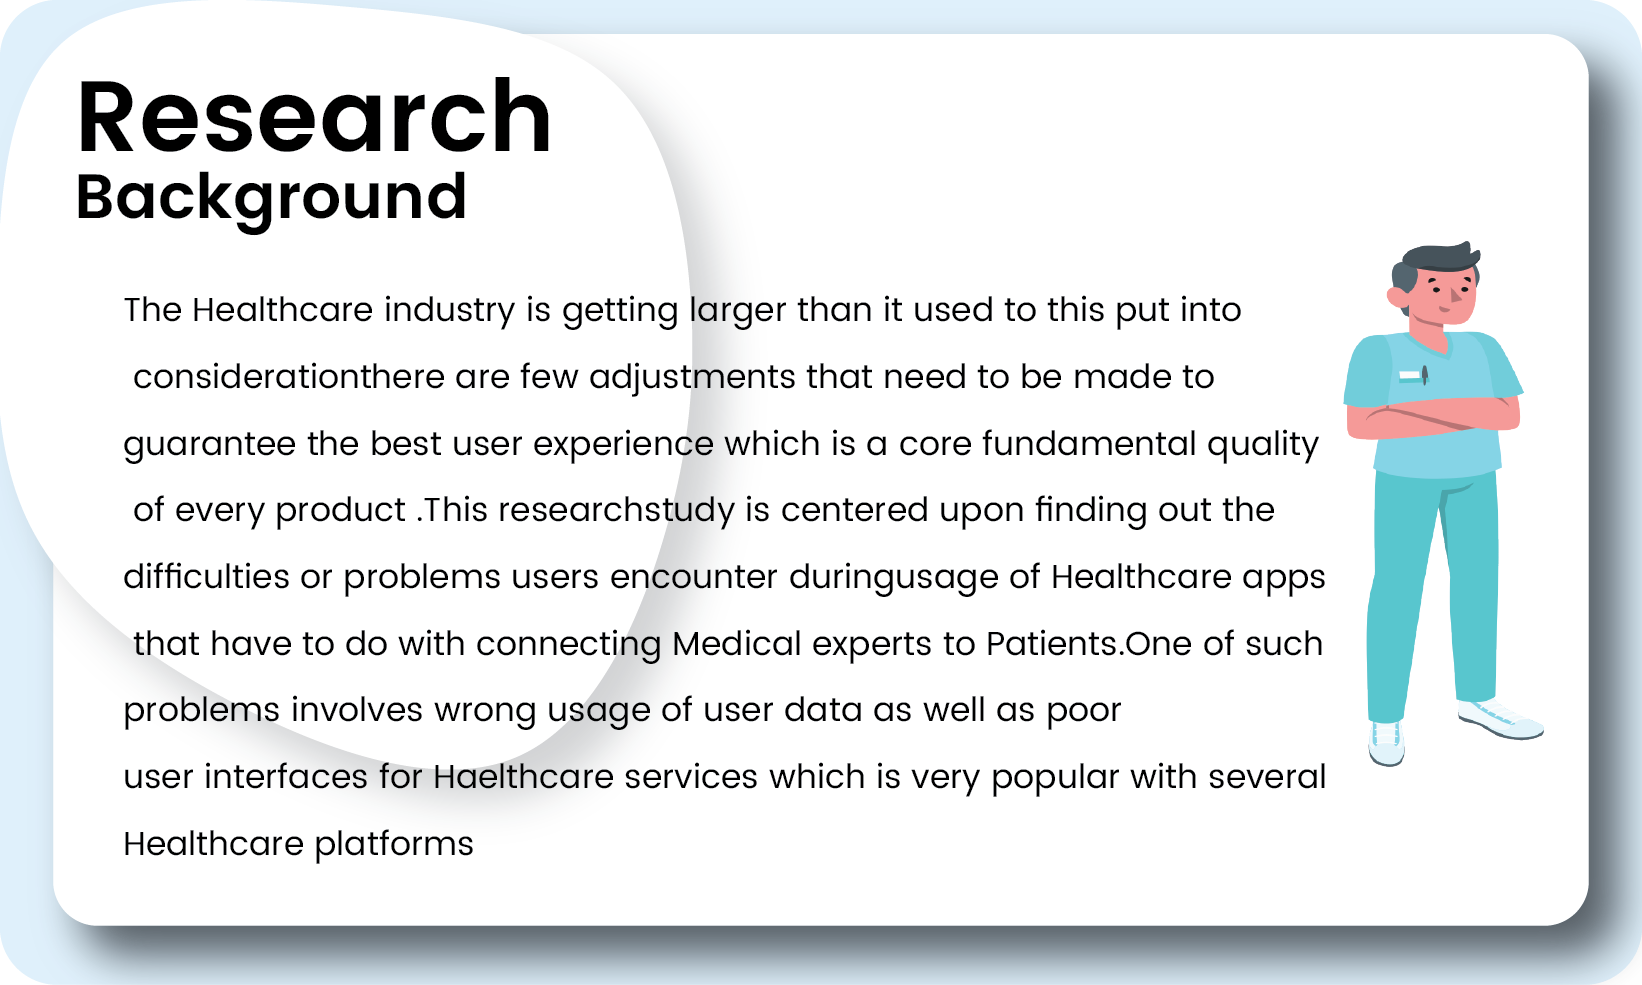 Research
Background
The Healthcare industry is getting larger than it used to this put into
considerationthere are few adjustments that need to be made to
guarantee the best user experience which is a core fundamental quality
of every product .This researchstudy is centered upon finding out the
difficulties or problems users encounter duringusage of Healthcare apps
that have to do with connecting Medical experts to Patients.One of such
problems involves wrong usage of user data as well as poor
user interfaces for Haelthcare services which is very popular with several
Healthcare platforms